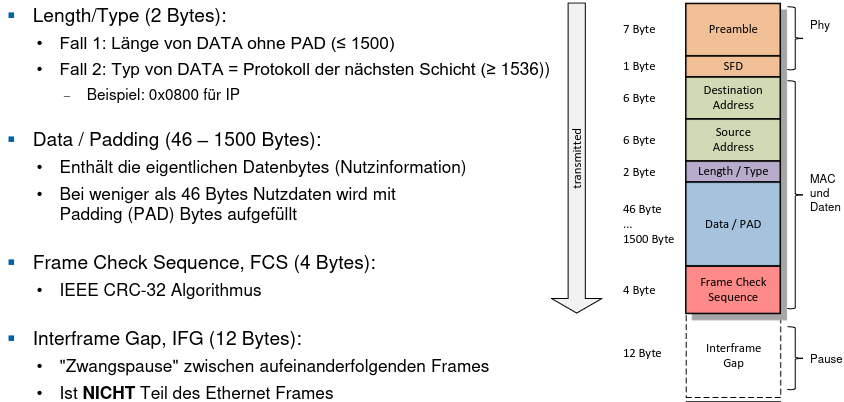 Length/Type (2 Bytes):
Fall 1: Länge von DATA ohne PAD (≤ 1500)
Fall 2: Typ von DATA = Protokoll der nächsten Schicht (≥ 1536))
– Beispiel: 0x0800 für IP
Data / Padding (46 – 1500 Bytes):
Enthält die eigentlichen Datenbytes (Nutzinformation)
Bei weniger als 46 Bytes Nutzdaten wird mit
Padding (PAD) Bytes aufgefüllt
Frame Check Sequence, FCS (4 Bytes):
IEEE CRC-32 Algorithmus
Interframe Gap, IFG (12 Bytes):
"Zwangspause" zwischen aufeinanderfolgenden Frames
Ist NICHT Teil des Ethernet Frames
transmitted
7 Byte
Preamble
Phy
1 Byte
SFD
6 Byte
Destination
Address
6 Byte
Source
Address
2 Byte
Length / Type
MAC
und
Daten
46 Byte
...
1500 Byte
Data / PAD
4 Byte
Frame Check
Sequence
12 Byte
Interframe
Gap
Pause